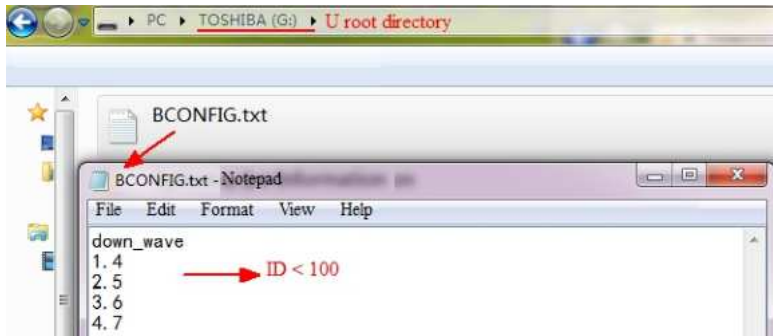 PC TOSHIBA (G:) U root directory
BCONFIG.txt
BCONFIG.txt - Notepad
File Edit Format View Help
down_wave
1. 4
ID < 100
2. 5
3. 6
4. 7